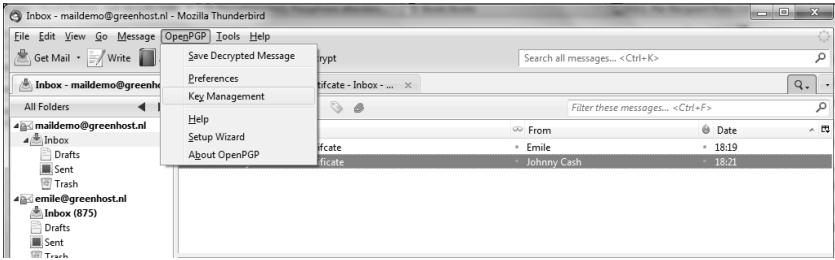 Inbox - maildemo@greenhost.nl - Mozilla Thunderbird
File Edit View Go Message OpenPGP Tools Help
Get Mail Write rypt Search all messages... <Ctrl+K>
Save Decrypted Message
Preferences
Key Management
Help
Setup Wizard
About OpenPGP
Inbox - maildemo@greenho tifcate - Inbox - ...
All Folders Filter these messages... <Ctrl+F>
maildemo@greenhost.nl From Date
Inbox ifcate Emile 18:19
Drafts ificate Johnny Cash 18:21
Sent
Trash
emile@greenhost.nl
Inbox (875)
Drafts
Sent
Trash